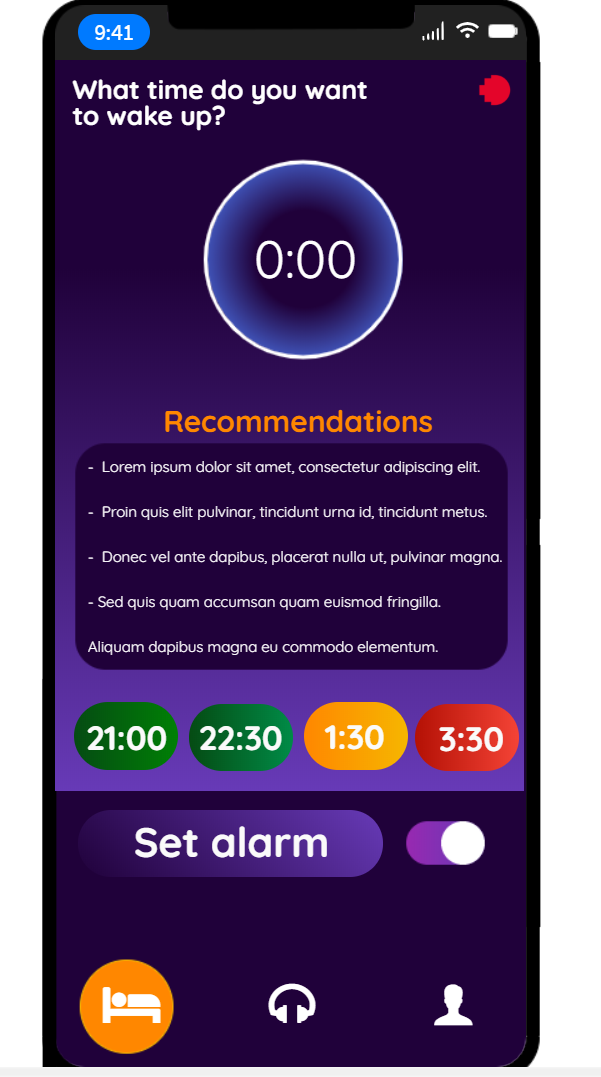 9:41
What time do you want
to wake up?
0:00
Recommendations
- Lorem ipsum dolor sit amet, consectetur adipiscing elit.
- Proin quis elit pulvinar, tincidunt urna id, tincidunt metus.
- Donec vel ante dapibus, placerat nulla ut, pulvinar magna.
- Sed quis quam accumsan quam euismod fringilla.
Aliquam dapibus magna eu commodo elementum.
21:00 22:30 1:30 3:30
Set alarm